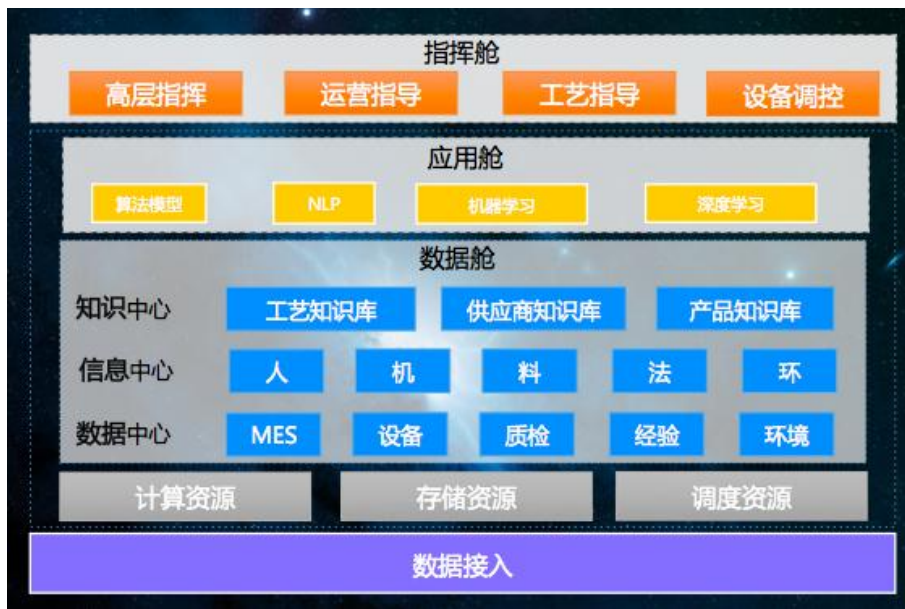 指挥舱
高层指挥 运营指导 工艺指导 设备调控
应用舱
算法模型 NLP 机器学习 深度学习
数据舱
知识中心 工艺知识库 供应商知识库 产品知识库
信息中心 人 机 料 法 环
数据中心 MES 设备 质检 经验 环境
计算资源 存储资源 调度资源
数据接入